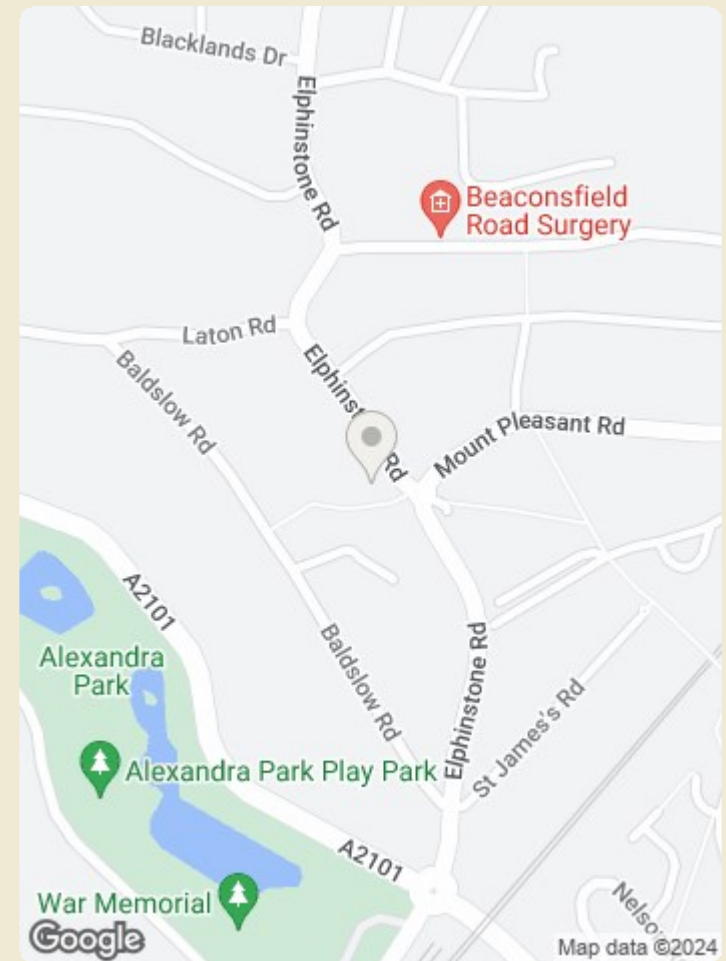 Blacklands Dr
Elphinstone Rd
Beaconsfield
Road Surgery
Laton Rd
Baldslow Rd
Mount Pleasant Rd
Rd
A2101
Alexandra
Park
Baldslow Rd
Elphinstone Rd
St James's Rd
Alexandra Park Play Park
A2101
War Memorial
Google
Map data ©2024